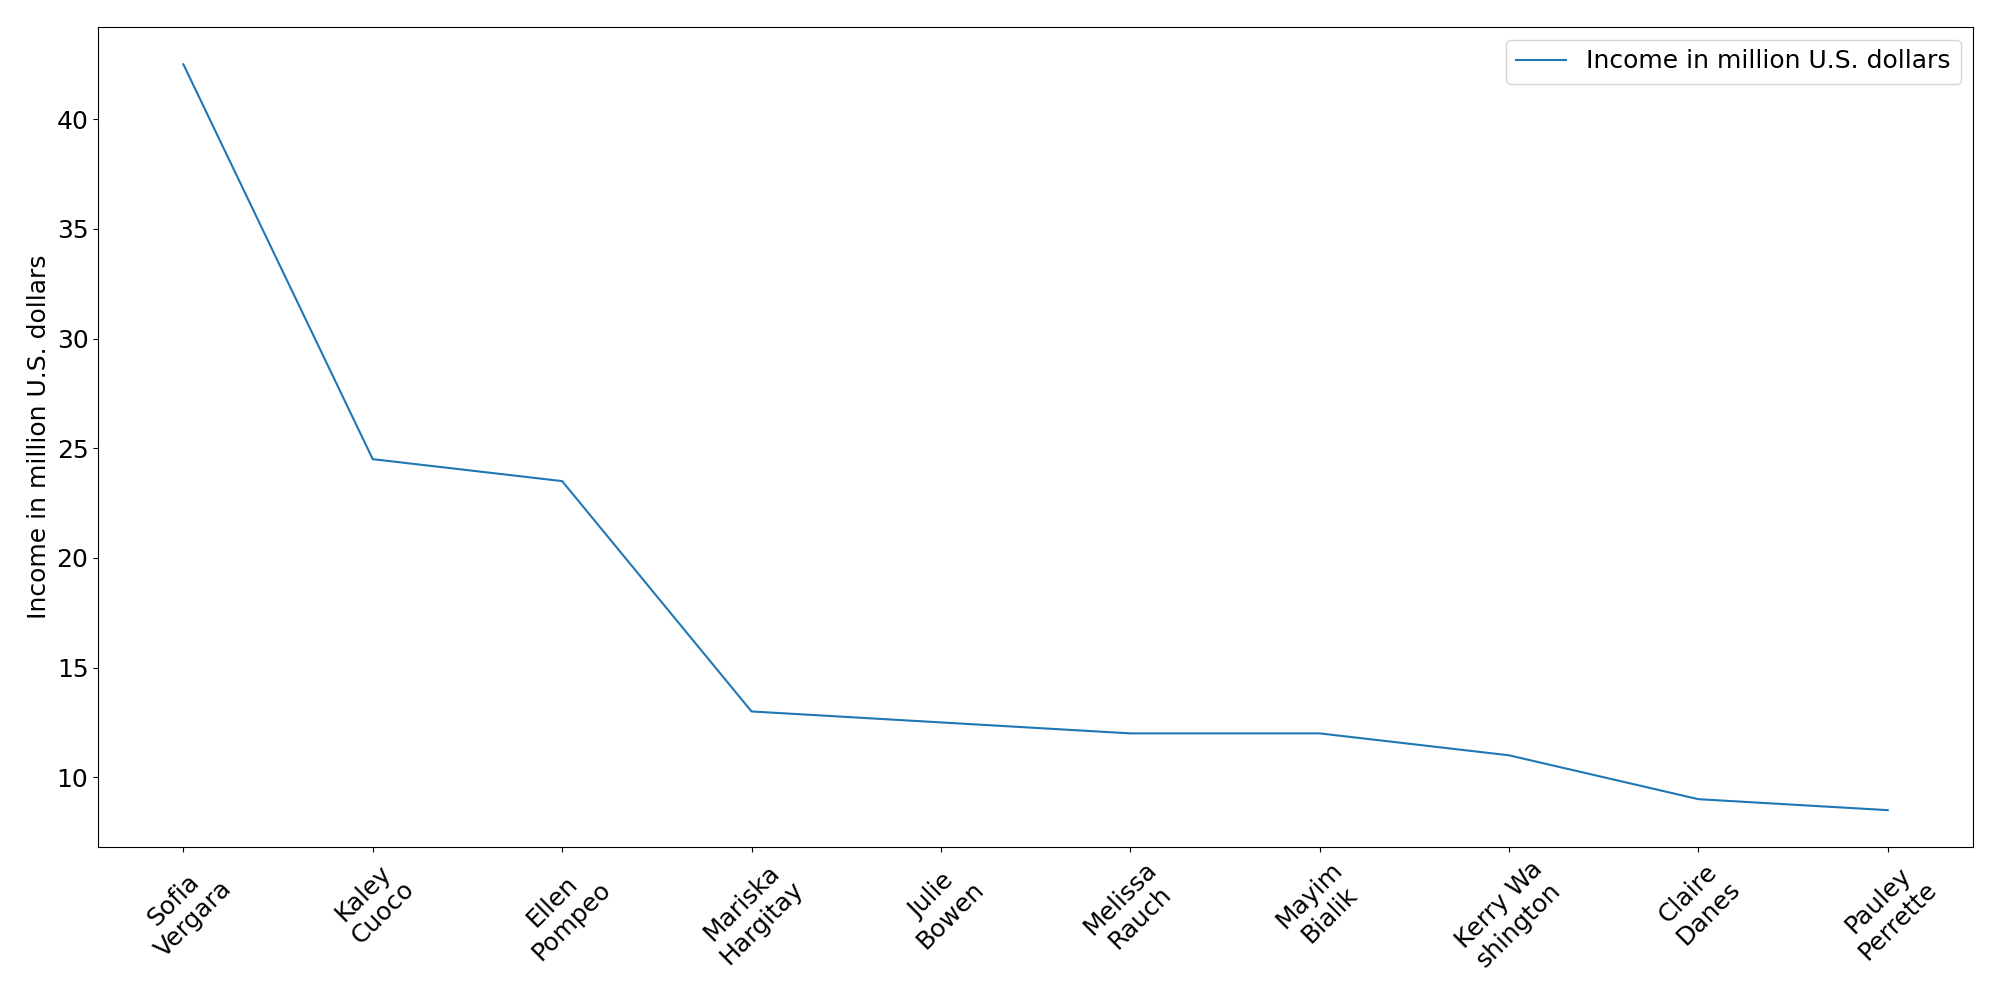 Income in million U.S. dollars
Income in million U.S. dollars
40
35
30
25
20
15
10
Sofia
Vergara
Kaley
Cuoco
Ellen
Pompeo
Mariska
Hargitay
Julie
Bowen
Melissa
Rauch
Mayim
Bialik
Kerry Wa
shington
Claire
Danes
Pauley
Perrette